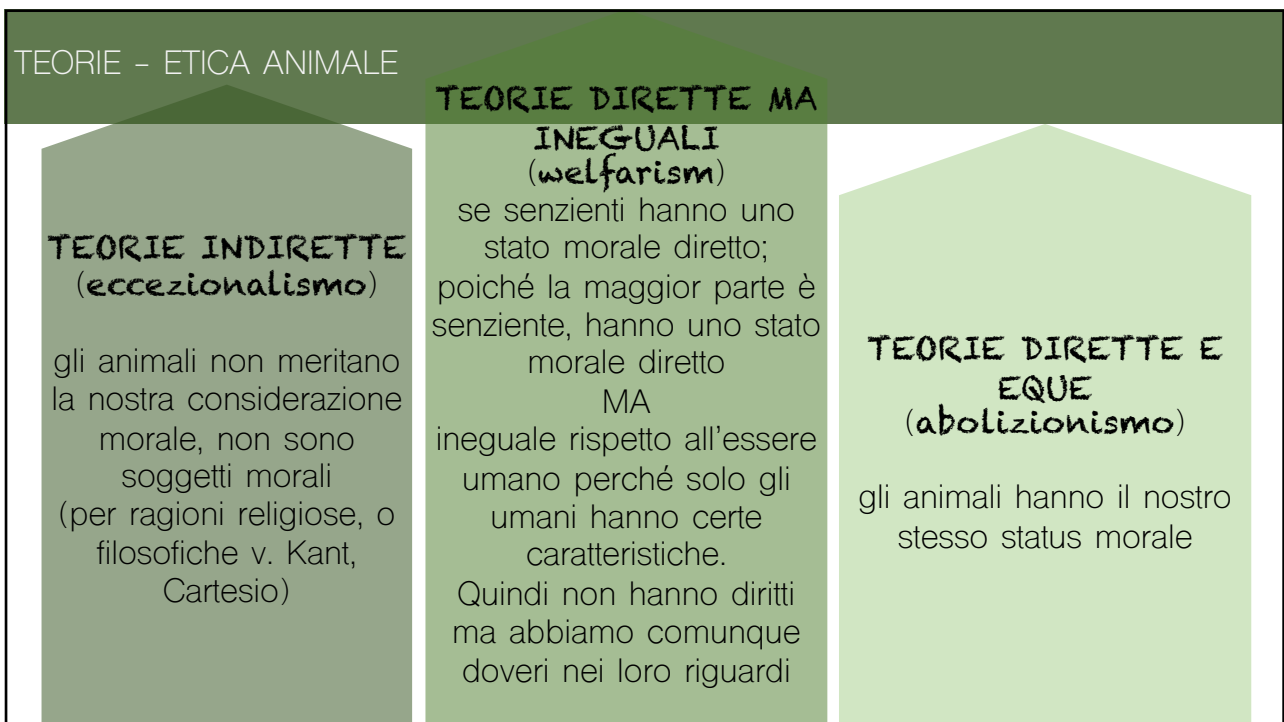 TEORIE – ETICA ANIMALE
TEORIE INDIRETTE
(eccezionalismo)
gli animali non meritano
la nostra considerazione
morale, non sono
soggetti morali
(per ragioni religiose, o
filosofiche v. Kant,
Cartesio)
TEORIE DIRETTE MA
INEGUALI
(welfarism)
se senzienti hanno uno
stato morale diretto;
poiché la maggior parte è
senziente, hanno uno stato
morale diretto
MA
ineguale rispetto all'essere
umano perché solo gli
umani hanno certe
caratteristiche.
Quindi non hanno diritti
ma abbiamo comunque
doveri nei loro riguardi
TEORIE DIRETTE E
EQUE
(abolizionismo)
gli animali hanno il nostro
stesso status morale